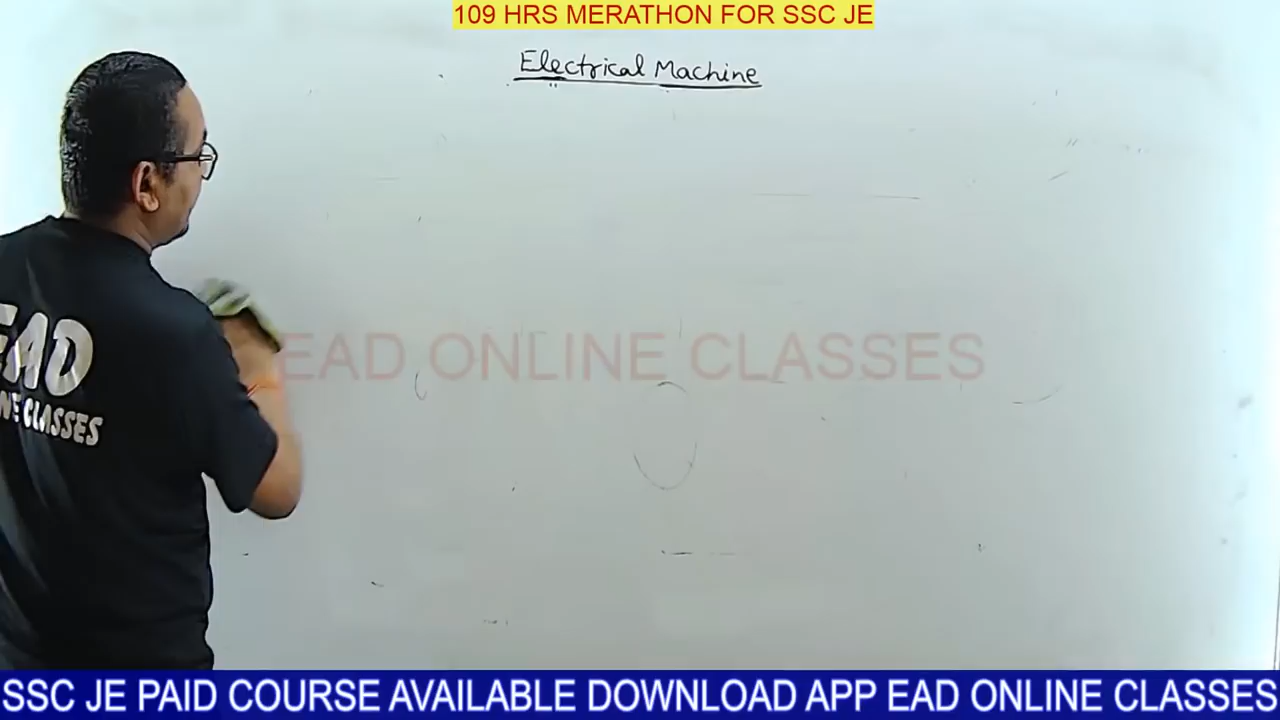 109 HRS MERATHON FOR SSC JE
Electrical Machine
EAD ONLINE CLASSES
EAD
NE CLASSES
SSC JE PAID COURSE AVAILABLE DOWNLOAD APP EAD ONLINE CLASSES